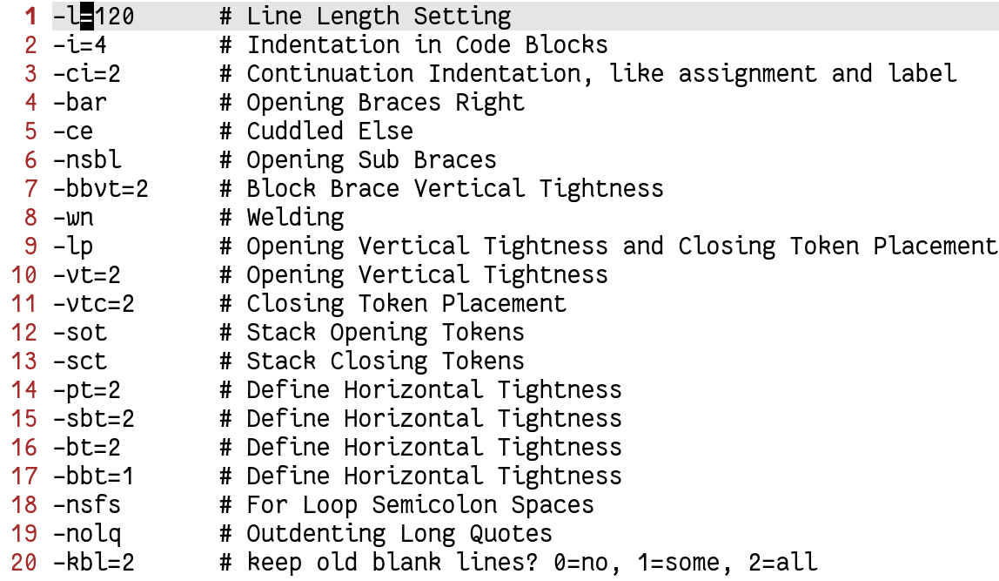 1 -l=120 # Line Length Setting
2 -i=4 # Indentation in Code Blocks
3 -ci=2 # Continuation Indentation, like assignment and label
4 -bar # Opening Braces Right
5 -ce # Cuddled Else
6 -nsbl # Opening Sub Braces
7 -bbvt=2 # Block Brace Vertical Tightness
8 -wn # Welding
9 -lp # Opening Vertical Tightness and Closing Token Placement
10 -vt=2 # Opening Vertical Tightness
11 -vtc=2 # Closing Token Placement
12 -sot # Stack Opening Tokens
13 -sct # Stack Closing Tokens
14 -pt=2 # Define Horizontal Tightness
15 -sbt=2 # Define Horizontal Tightness
16 -bt=2 # Define Horizontal Tightness
17 -bbt=1 # Define Horizontal Tightness
18 -nsfs # For Loop Semicolon Spaces
19 -nolq # Outdenting Long Quotes
20 -kbl=2 # keep old blank lines? 0=no, 1=some, 2=all